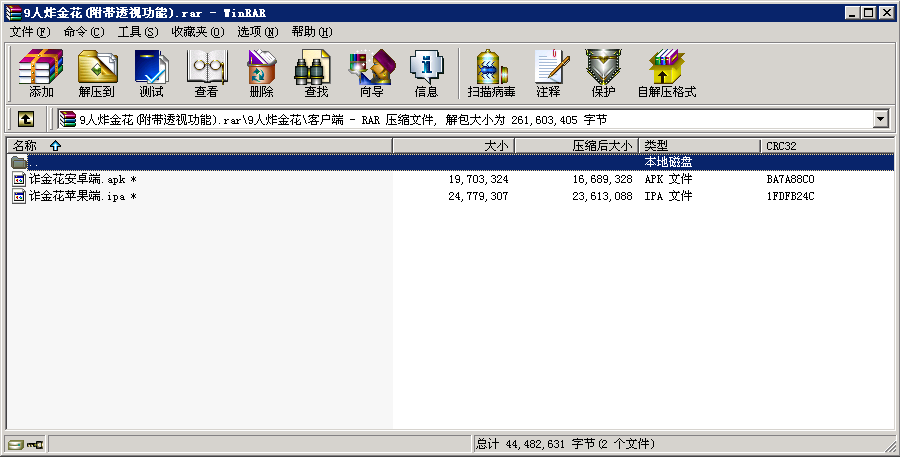 9人炸金花(附带透视功能).rar - WinRAR
文件(F) 命令(C) 工具(S) 收藏夹(O) 选项(N) 帮助(H)
添加 解压到 测试 查看 删除 查找 向导 信息 扫描病毒 注释 保护 自解压格式
9人炸金花(附带透视功能).rar\9人炸金花\客户端 - RAR 压缩文件, 解包大小为 261,603,405 字节
名称 大小 压缩后大小 类型 CRC32
.. 本地磁盘
诈金花安卓端.apk * 19,703,324 16,689,328 APK 文件 BA7A88C0
诈金花苹果端.ipa * 24,779,307 23,613,088 IPA 文件 1FDFB24C
总计 44,482,631 字节(2 个文件)